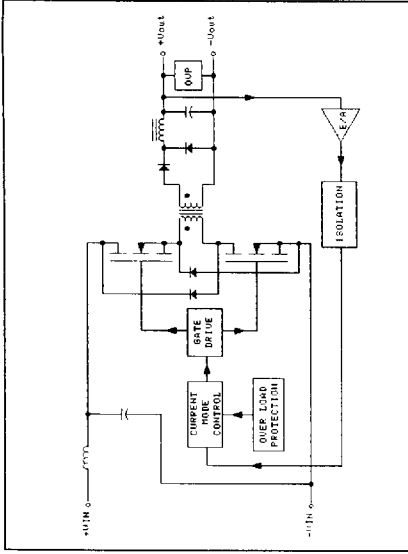 +VIN
-VIN
CURRENT
MODE
CONTROL
OVER LOAD
PROTECTION
GATE
DRIVE
+Vout
-Vout
OVP
E/A
ISOLATION